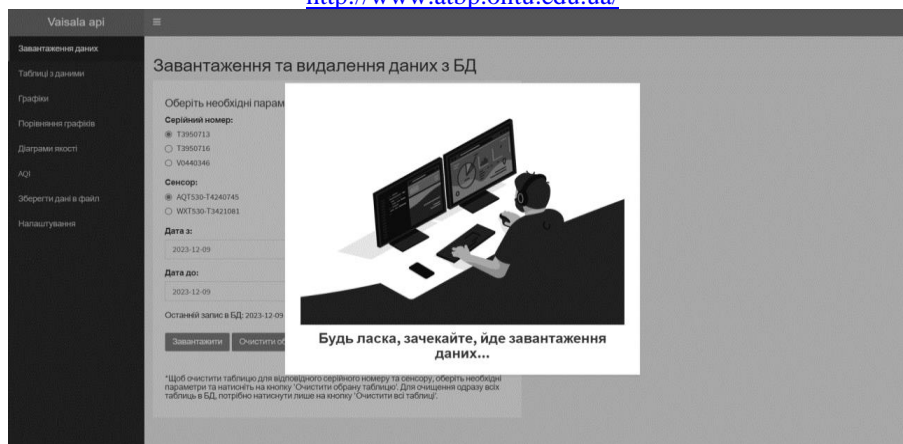 http://www.atbp.ontu.edu.ua/
Vaisala api
Завантаження даних
Таблиці з даними
Графіки
Порівняння графіків
Діаграми якості
AQI
Зберегти дані в файл
Налаштування
Завантаження та видалення даних з БД
Оберіть необхідні парам
Серійний номер:
T3950713
T3950716
V0440346
Сенсор:
AQT530-T4240745
WXT530-T3421081
Дата з:
2023-12-09
Дата до:
2023-12-09
Останній запис в БД: 2023-12-09
Завантажити
Очистити об
*Щоб очистити таблицю для відповідного серійного номеру та сенсору, оберіть необхідні
параметри та натисніть на кнопку 'Очистити обрану таблицю'. Для очищення одразу всіх
таблиць в БД, потрібно натиснути лише на кнопку 'Очистити всі таблиці'.
Будь ласка, зачекайте, йде завантаження
даних...